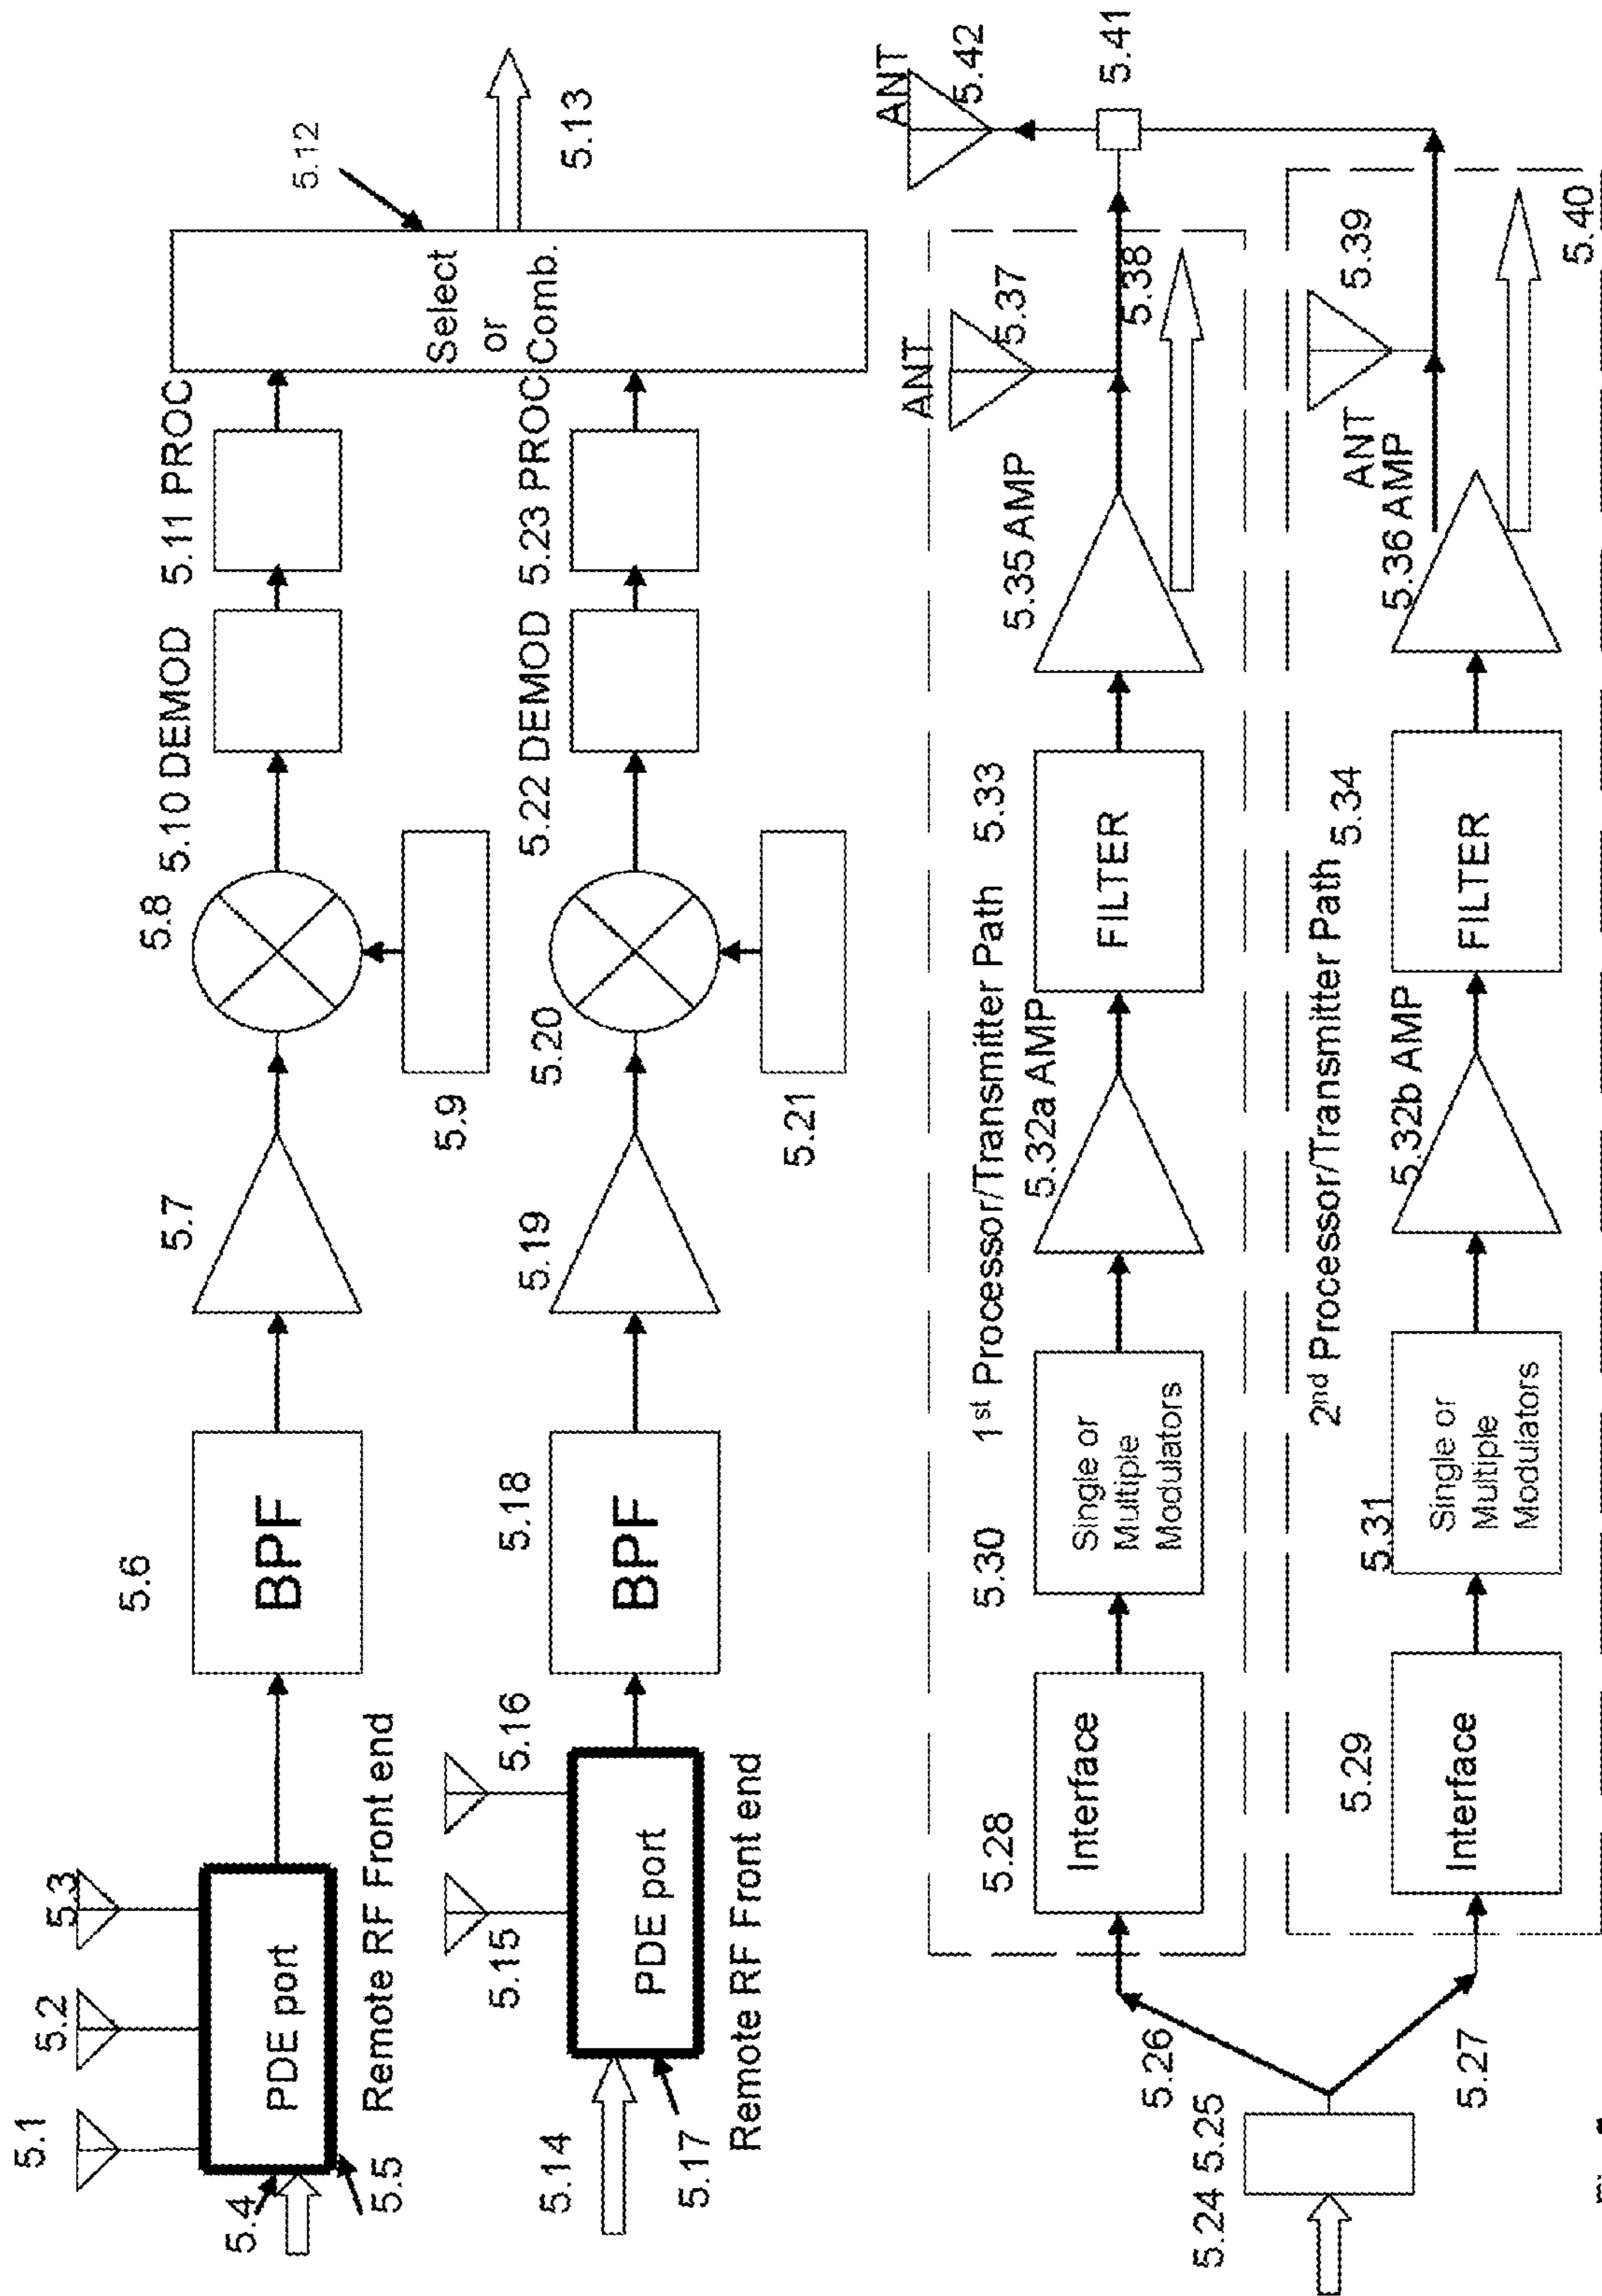 5.1
5.2
5.3
5.4
PDE port
5.5
Remote RF Front end
5.6
BPF
5.7
5.8
5.9
5.10 DEMOD
5.11 PROC
5.12
Select
or
Comb.
5.13
5.14
5.15
5.16
PDE port
5.17
Remote RF Front end
5.18
BPF
5.19
5.20
5.21
5.22 DEMOD
5.23 PROC
5.24 5.25
5.26
5.27
5.28
Interface
5.30
Single or
Multiple
Modulators
1st Processor/Transmitter Path
5.32a AMP
5.33
FILTER
5.35 AMP
ANT
5.37
5.38
ANT
5.42
5.41
5.29
Interface
5.31
Single or
Multiple
Modulators
2nd Processor/Transmitter Path
5.32b AMP
5.34
FILTER
5.36 AMP
ANT
5.39
5.40